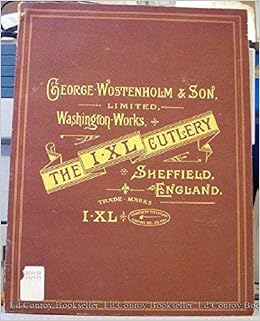 GEORGE·WOSTENHOLM & SON,
LIMITED,
WASHINGTON·WORKS,
THE I·XL CUTLERY
SHEFFIELD,
ENGLAND.
TRADE-MARKS
I·XL
Ed Conroy, Bookseller Ed Conroy, Bookseller Ed Conroy, Bookseller